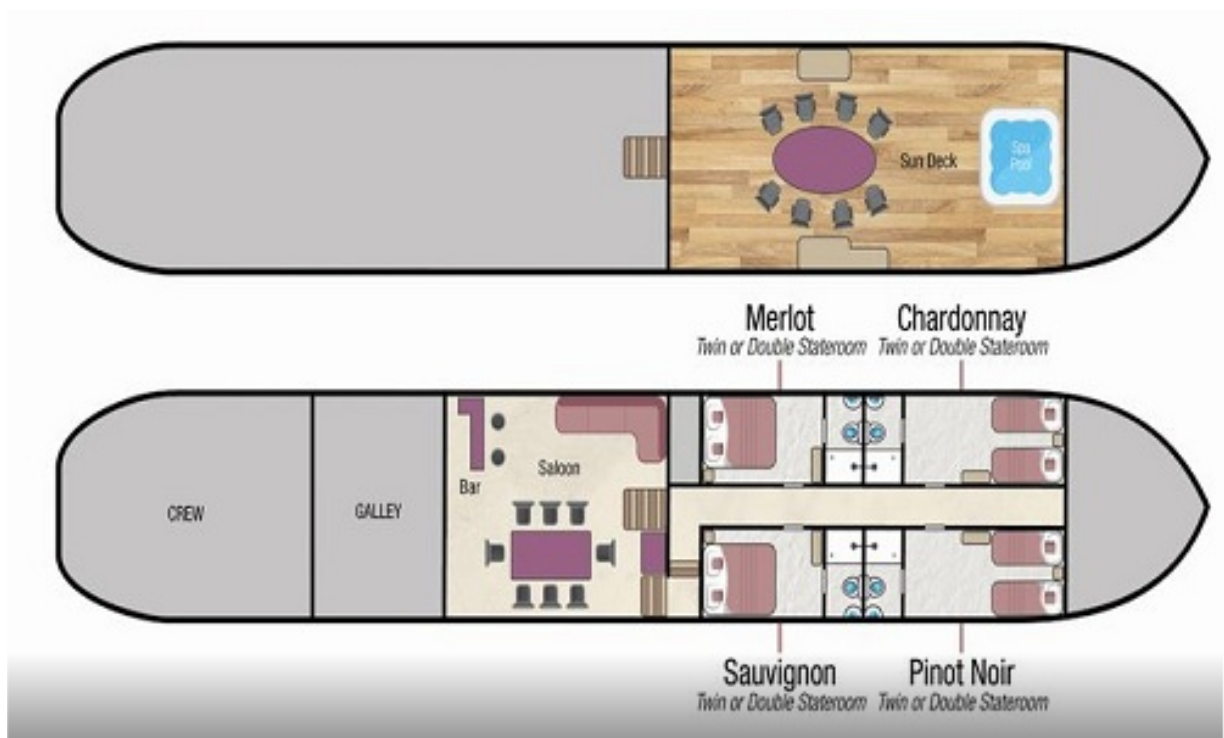 Sun Deck
Spa
Pool
Merlot
Twin or Double Stateroom
Chardonnay
Twin or Double Stateroom
CREW
GALLEY
Bar
Saloon
Sauvignon
Twin or Double Stateroom
Pinot Noir
Twin or Double Stateroom